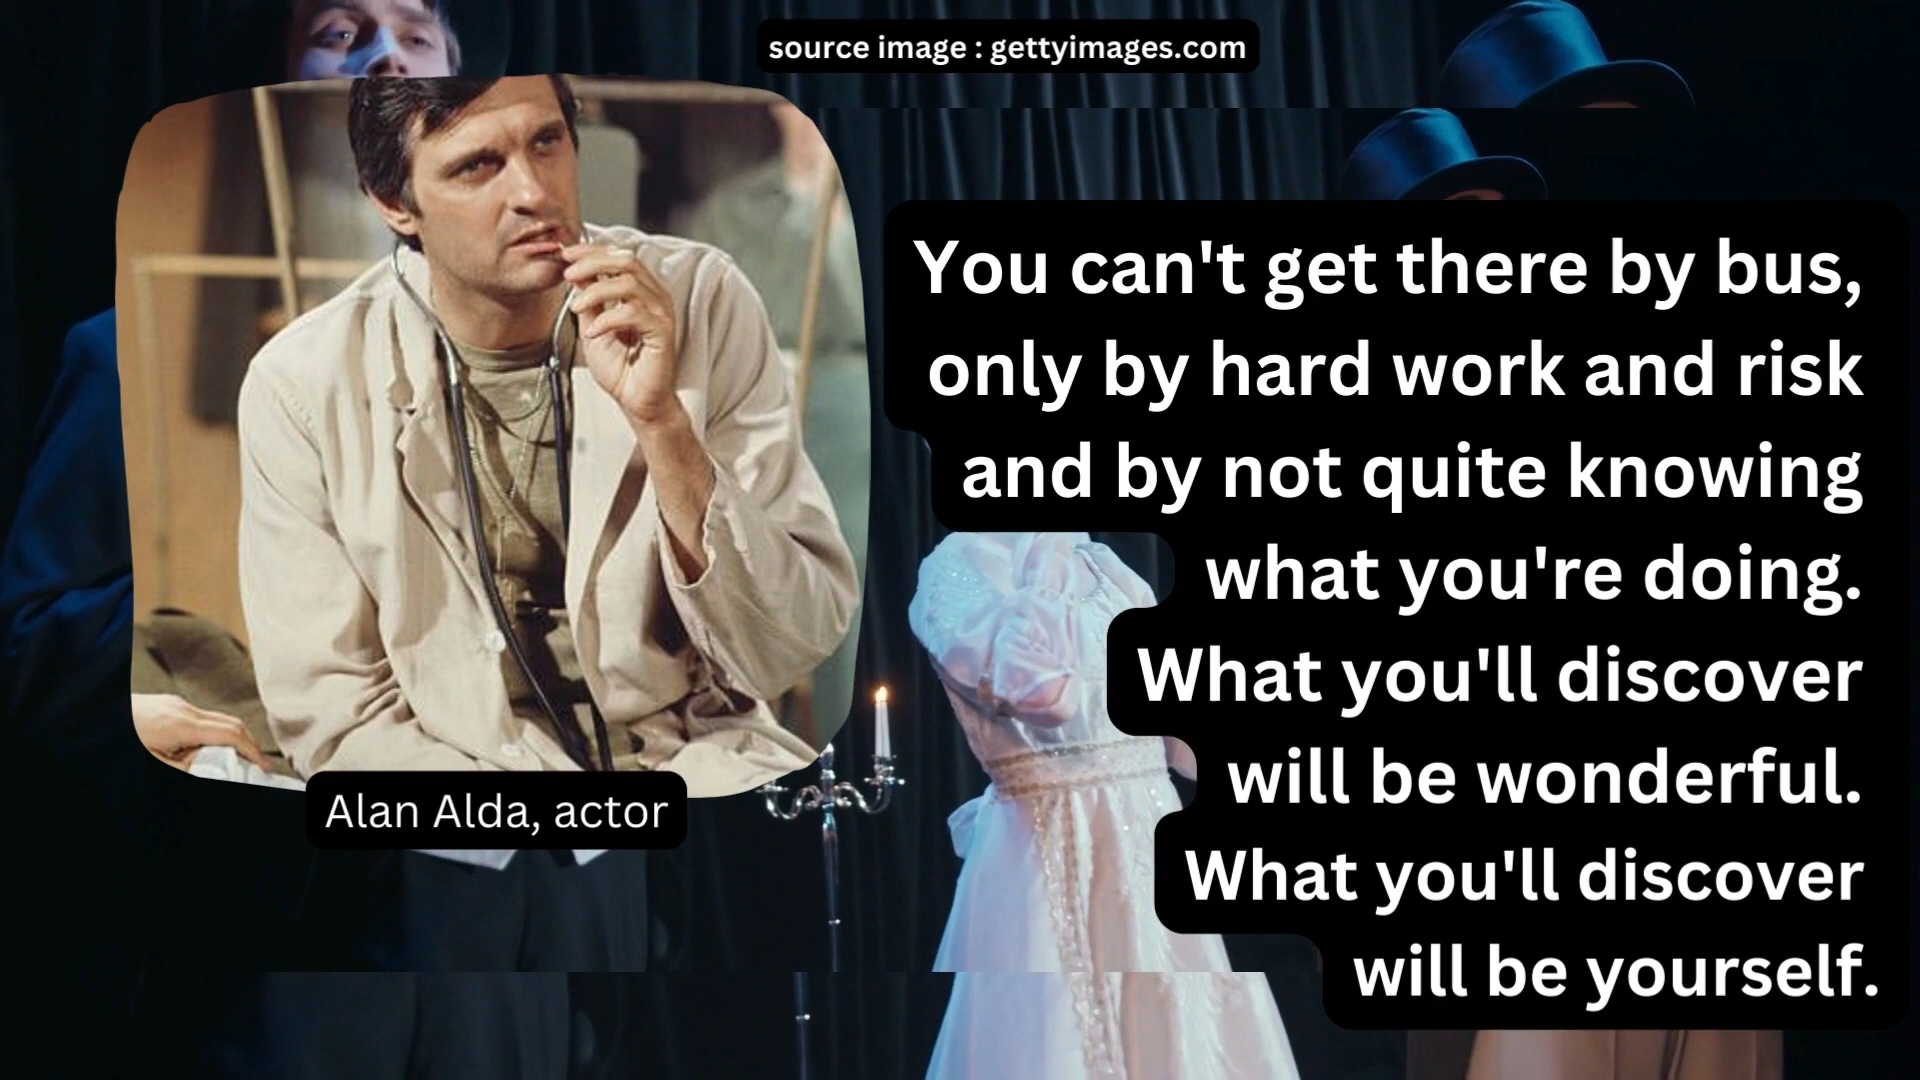 source image : gettyimages.com
You can't get there by bus,
only by hard work and risk
and by not quite knowing
what you're doing.
What you'll discover
will be wonderful.
What you'll discover
will be yourself.
Alan Alda, actor